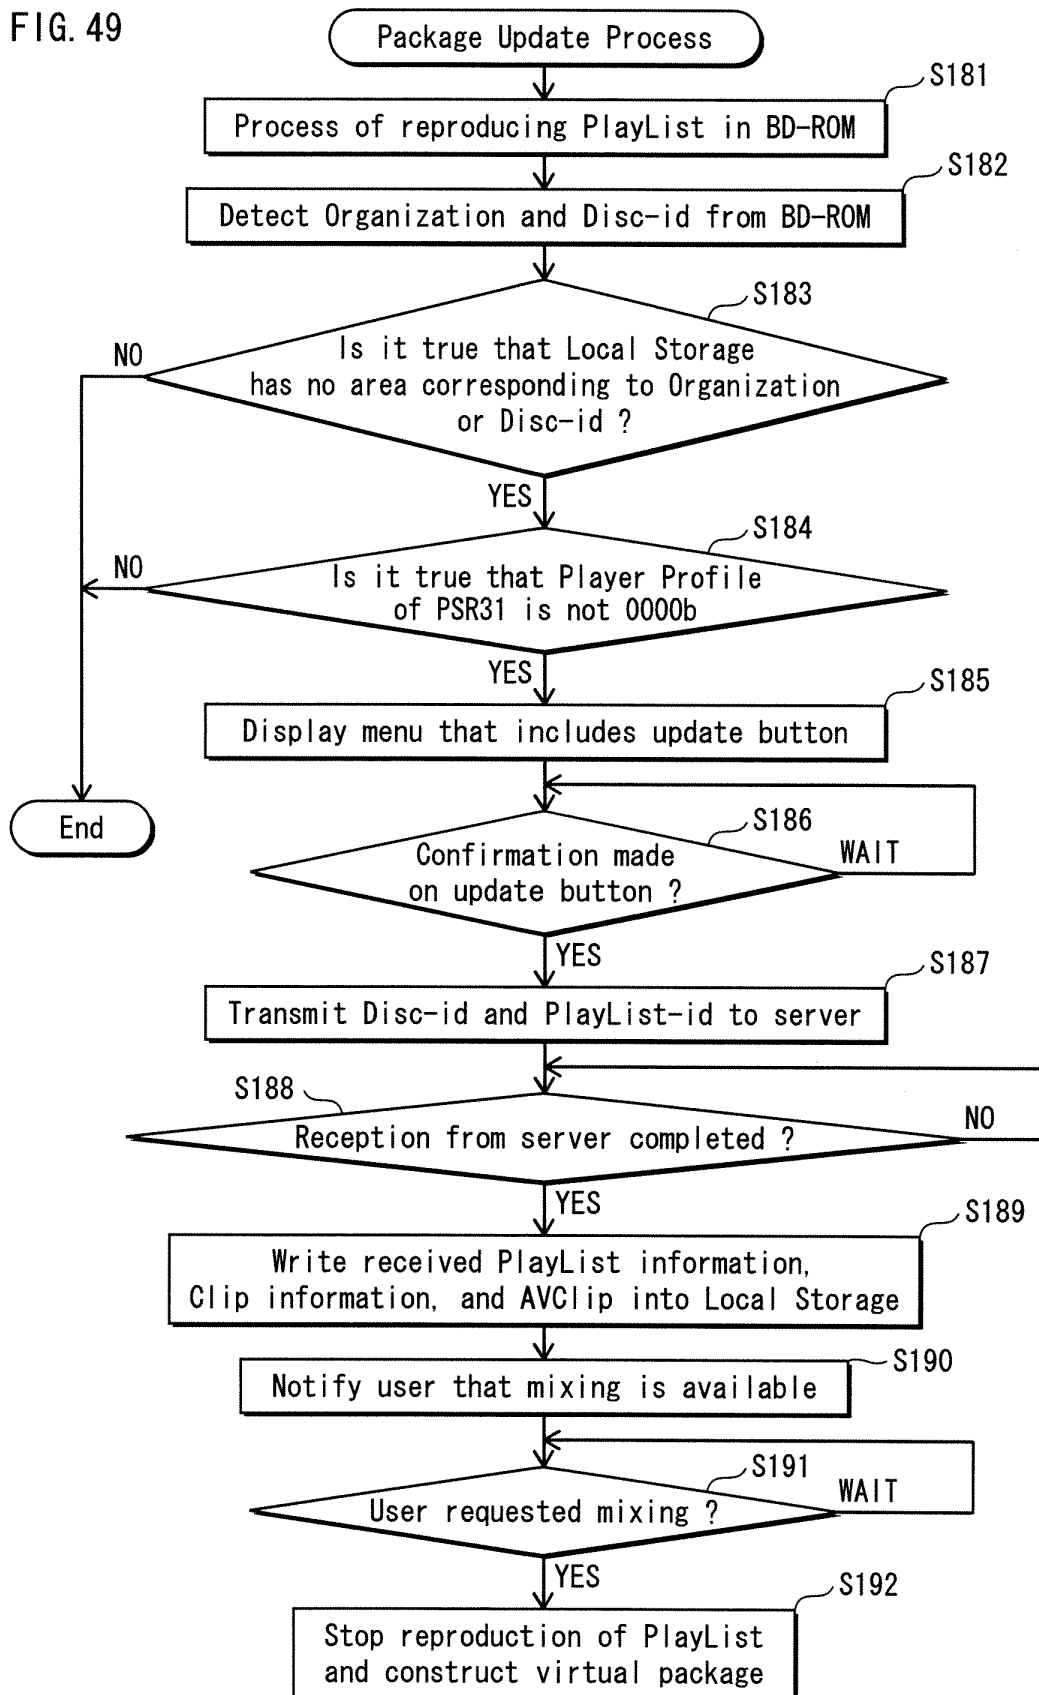 FIG. 49
Package Update Process
S181
Process of reproducing PlayList in BD-ROM
S182
Detect Organization and Disc-id from BD-ROM
S183
Is it true that Local Storage
has no area corresponding to Organization
or Disc-id ?
NO
YES
S184
Is it true that Player Profile
of PSR31 is not 0000b
NO
YES
S185
Display menu that includes update button
End
S186
Confirmation made
on update button ?
WAIT
YES
S187
Transmit Disc-id and PlayList-id to server
S188
Reception from server completed ?
NO
YES
S189
Write received PlayList information,
Clip information, and AVClip into Local Storage
S190
Notify user that mixing is available
S191
User requested mixing ?
WAIT
YES
S192
Stop reproduction of PlayList
and construct virtual package